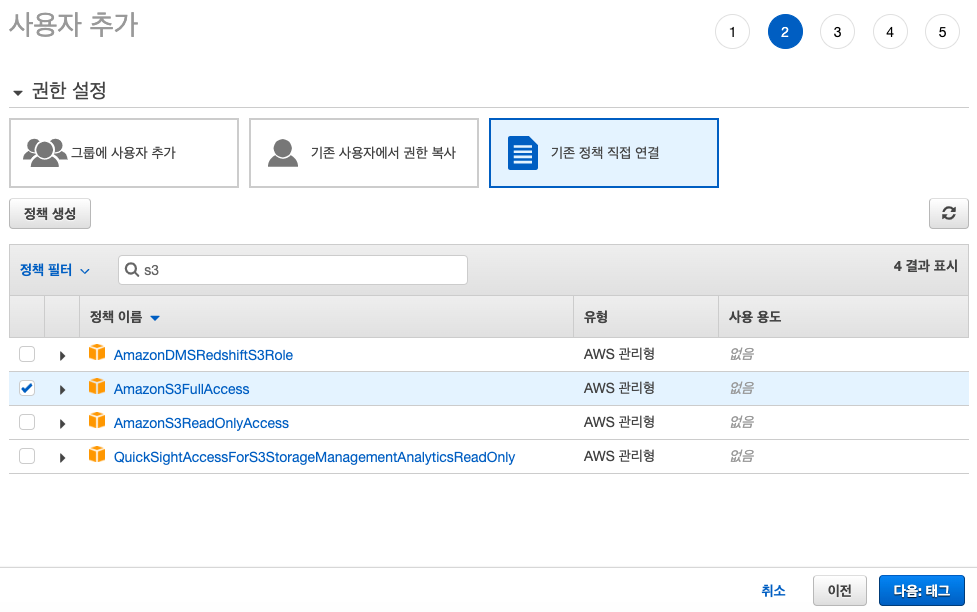 사용자 추가
1 2 3 4 5
권한 설정
그룹에 사용자 추가
기존 사용자에서 권한 복사
기존 정책 직접 연결
정책 생성
정책 필터 s3 4 결과 표시
정책 이름 유형 사용 용도
AmazonDMSRedshiftS3Role AWS 관리형 없음
AmazonS3FullAccess AWS 관리형 없음
AmazonS3ReadOnlyAccess AWS 관리형 없음
QuickSightAccessForS3StorageManagementAnalyticsReadOnly AWS 관리형 없음
취소 이전 다음: 태그